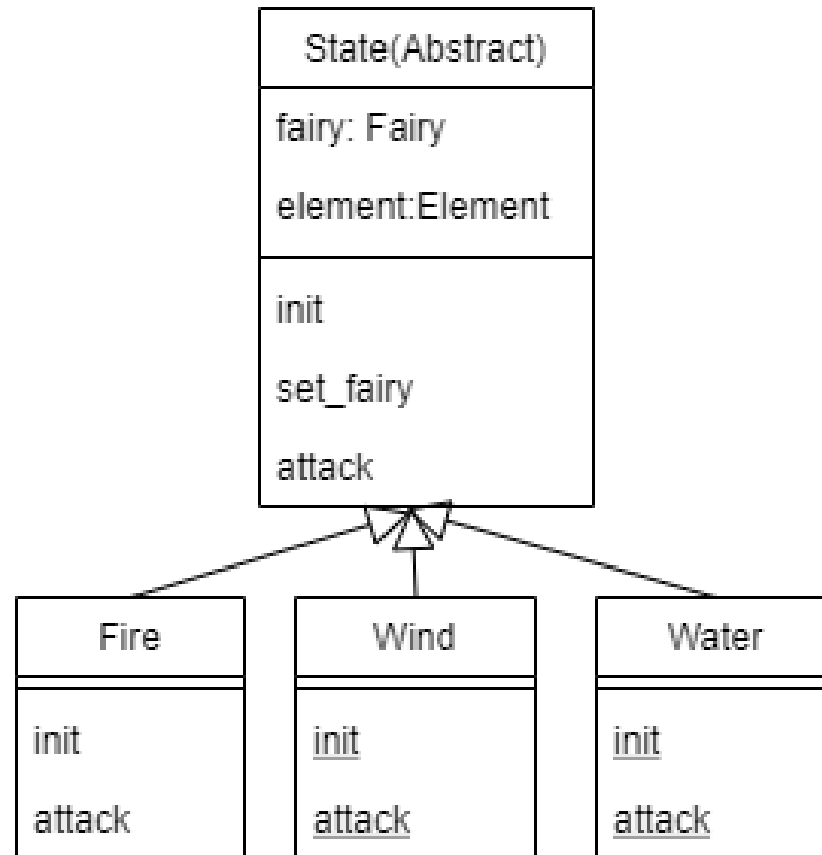 State(Abstract)
fairy: Fairy
element:Element
init
set_fairy
attack
Fire
init
attack
Wind
init
attack
Water
init
attack